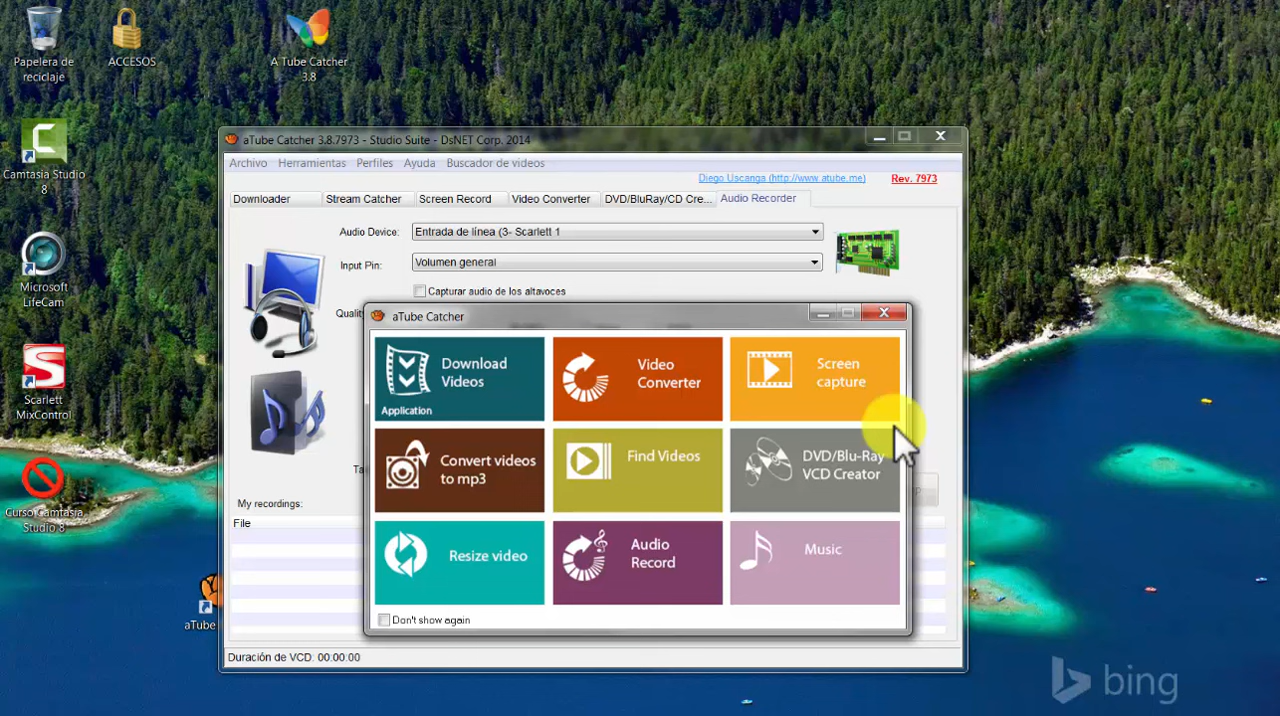 Papelera de
reciclaje
ACCESOS
A Tube Catcher
3.8
Camtasia Studio
8
Microsoft
LifeCam
Scarlett
MixControl
Curso Camtasia
Studio 8
aTube
aTube Catcher 3.8.7973 - Studio Suite - DsNET Corp. 2014
Archivo Herramientas Perfiles Ayuda Buscador de videos
Diego Uscanga (http://www.atube.me) Rev. 7973
Downloader Stream Catcher Screen Record Video Converter DVD/BluRay/CD Cre... Audio Recorder
Audio Device: Entrada de línea (3- Scarlett 1
Input Pin: Volumen general
Capturar audio de los altavoces
aTube Catcher
Download
Videos
Application
Video
Converter
Screen
capture
Convert videos
to mp3
Find Videos
DVD/Blu-Ray
VCD Creator
Resize video
Audio
Record
Music
Don't show again
My recordings:
File
Duración de VCD: 00:00:00
bing